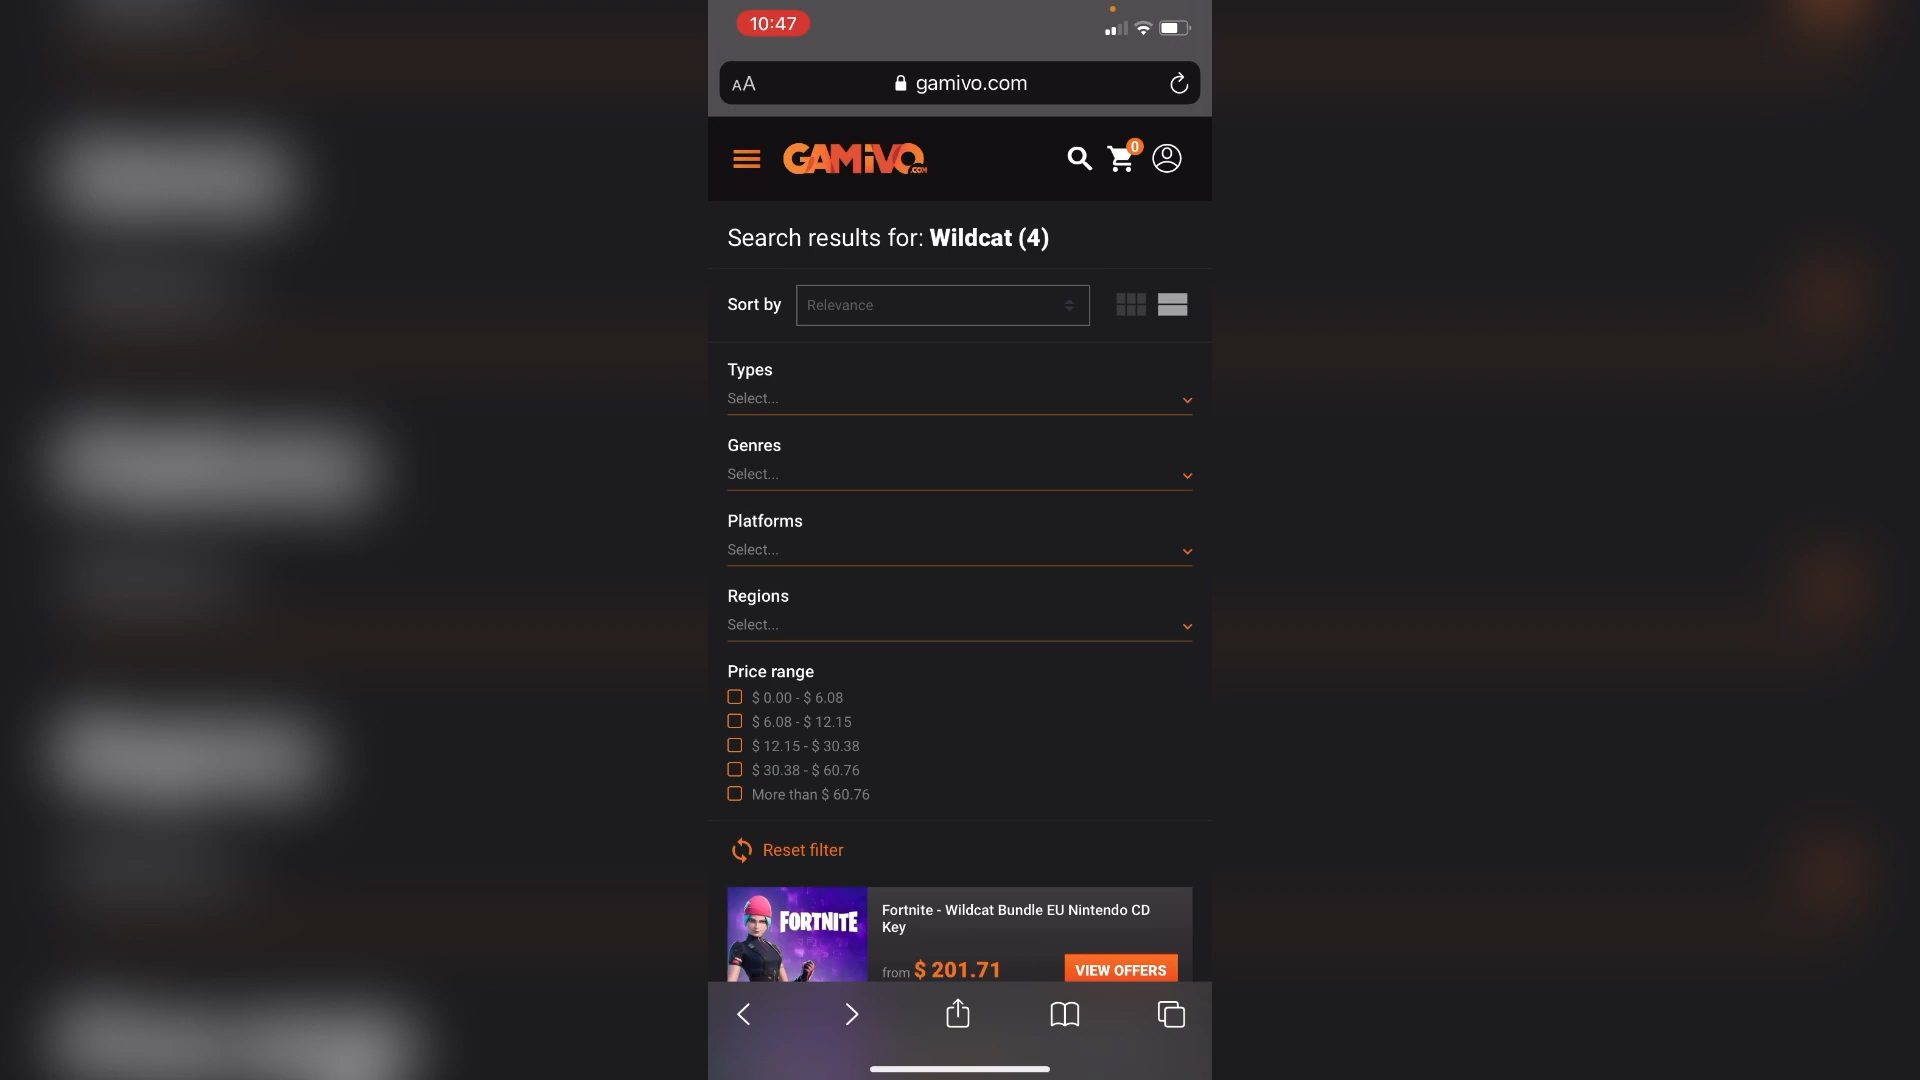 10:47
AA gamivo.com
GAMIVO.COM 0
Search results for: Wildcat (4)
Sort by Relevance
Types
Select...
Genres
Select...
Platforms
Select...
Regions
Select...
Price range
$ 0.00 - $ 6.08
$ 6.08 - $ 12.15
$ 12.15 - $ 30.38
$ 30.38 - $ 60.76
More than $ 60.76
Reset filter
FORTNITE
Fortnite - Wildcat Bundle EU Nintendo CD
Key
from $ 201.71 VIEW OFFERS